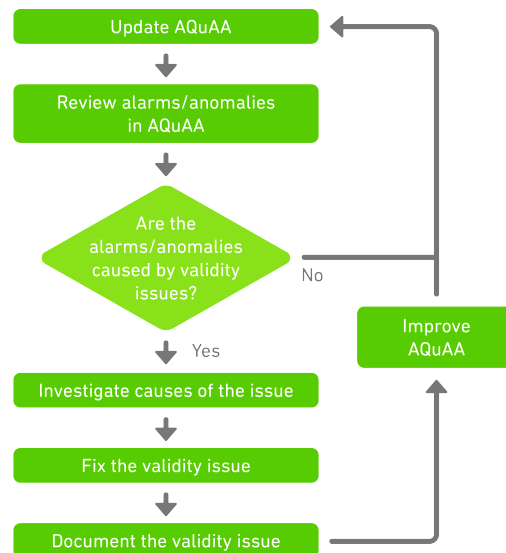 Update AQuAA
Review alarms/anomalies
in AQuAA
Are the
alarms/anomalies
caused by validity
issues?
No
Yes
Improve
AQuAA
Investigate causes of the issue
Fix the validity issue
Document the validity issue